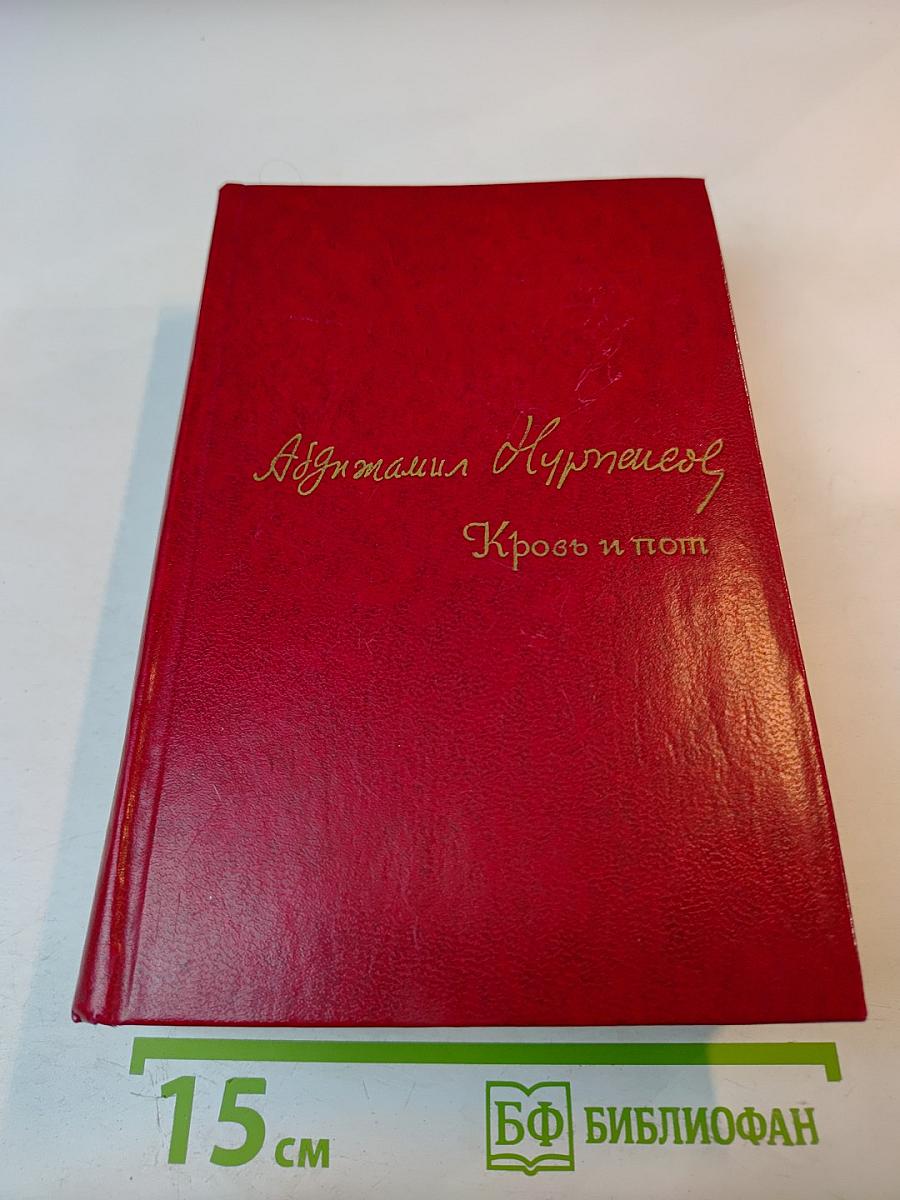 Абдижамил Нурпеисов
Кровь и пот
15 см
БФ БИБЛИОФАН